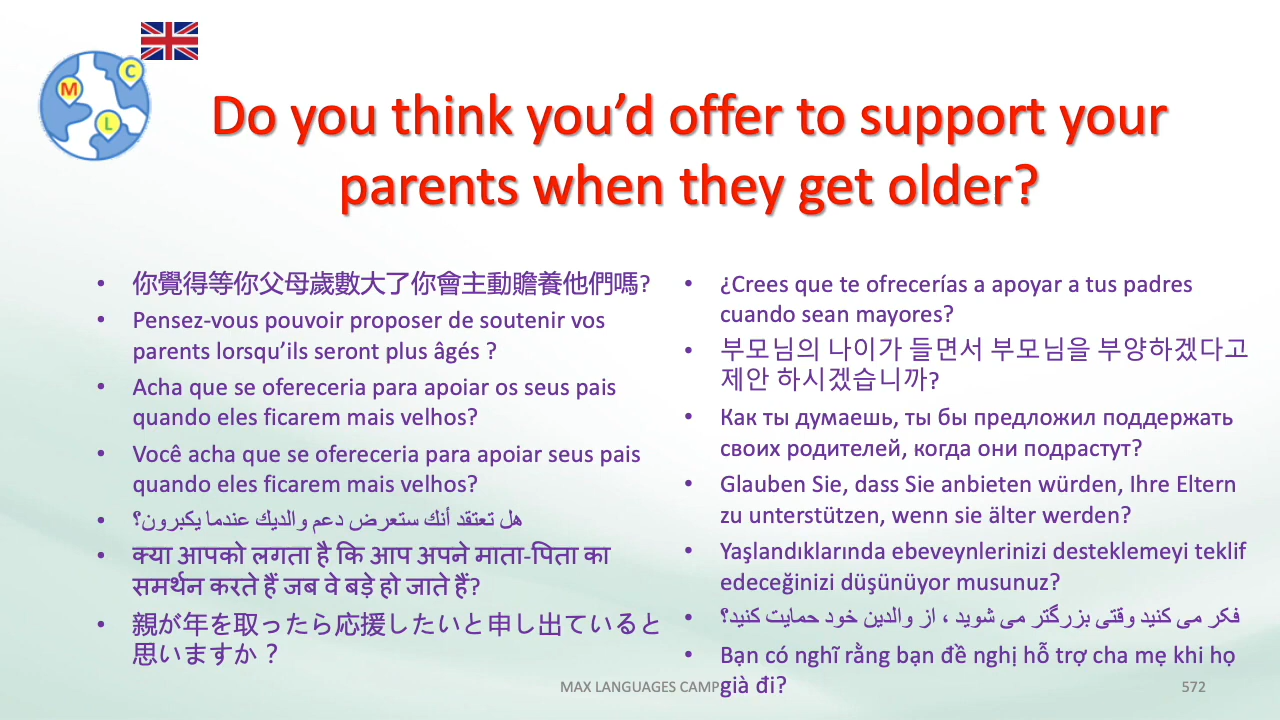 M
C
L
Do you think you’d offer to support your
parents when they get older?
你覺得等你父母歲數大了你會主動贍養他們嗎?
Pensez-vous pouvoir proposer de soutenir vos
parents lorsqu’ils seront plus âgés ?
Acha que se ofereceria para apoiar os seus pais
quando eles ficarem mais velhos?
Você acha que se ofereceria para apoiar seus pais
quando eles ficarem mais velhos?
هل تعتقد أنك ستعرض دعم والديك عندما يكبرون؟
क्या आपको लगता है कि आप अपने माता-पिता का
समर्थन करते हैं जब वे बड़े हो जाते हैं?
親が年を取ったら応援したいと申し出ていると
思いますか？
¿Crees que te ofrecerías a apoyar a tus padres
cuando sean mayores?
부모님의 나이가 들면서 부모님을 부양하겠다고
제안 하시겠습니까?
Как ты думаешь, ты бы предложил поддержать
своих родителей, когда они подрастут?
Glauben Sie, dass Sie anbieten würden, Ihre Eltern
zu unterstützen, wenn sie älter werden?
Yaşlandıklarında ebeveynlerinizi desteklemeyi teklif
edeceğinizi düşünüyor musunuz?
فکر می کنید وقتی بزرگتر می شوید ، از والدین خود حمایت کنید؟
Bạn có nghĩ rằng bạn đề nghị hỗ trợ cha mẹ khi họ
già đi?
MAX LANGUAGES CAMP
572